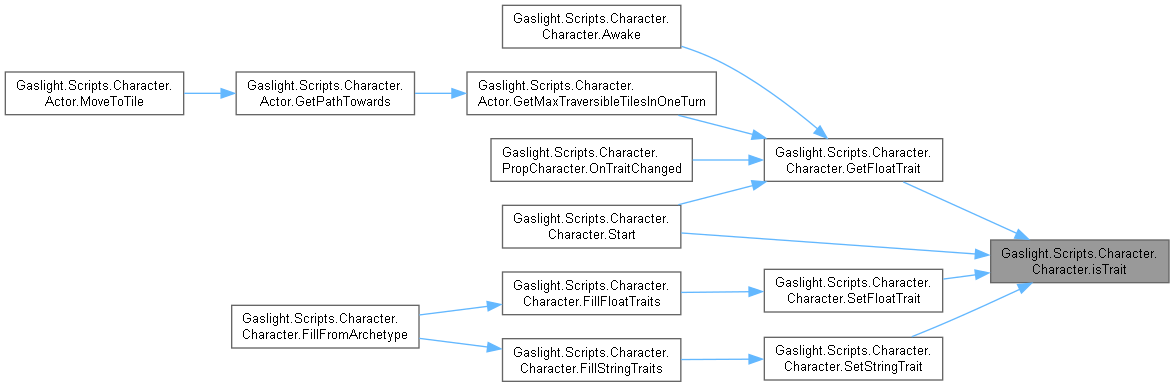 Gaslight.Scripts.Character.
Character.Awake
Gaslight.Scripts.Character.
Actor.MoveToTile
Gaslight.Scripts.Character.
Actor.GetPathTowards
Gaslight.Scripts.Character.
Actor.GetMaxTraversibleTilesInOneTurn
Gaslight.Scripts.Character.
PropCharacter.OnTraitChanged
Gaslight.Scripts.Character.
Character.GetFloatTrait
Gaslight.Scripts.Character.
Character.Start
Gaslight.Scripts.Character.
Character.isTrait
Gaslight.Scripts.Character.
Character.FillFloatTraits
Gaslight.Scripts.Character.
Character.SetFloatTrait
Gaslight.Scripts.Character.
Character.FillFromArchetype
Gaslight.Scripts.Character.
Character.FillStringTraits
Gaslight.Scripts.Character.
Character.SetStringTrait